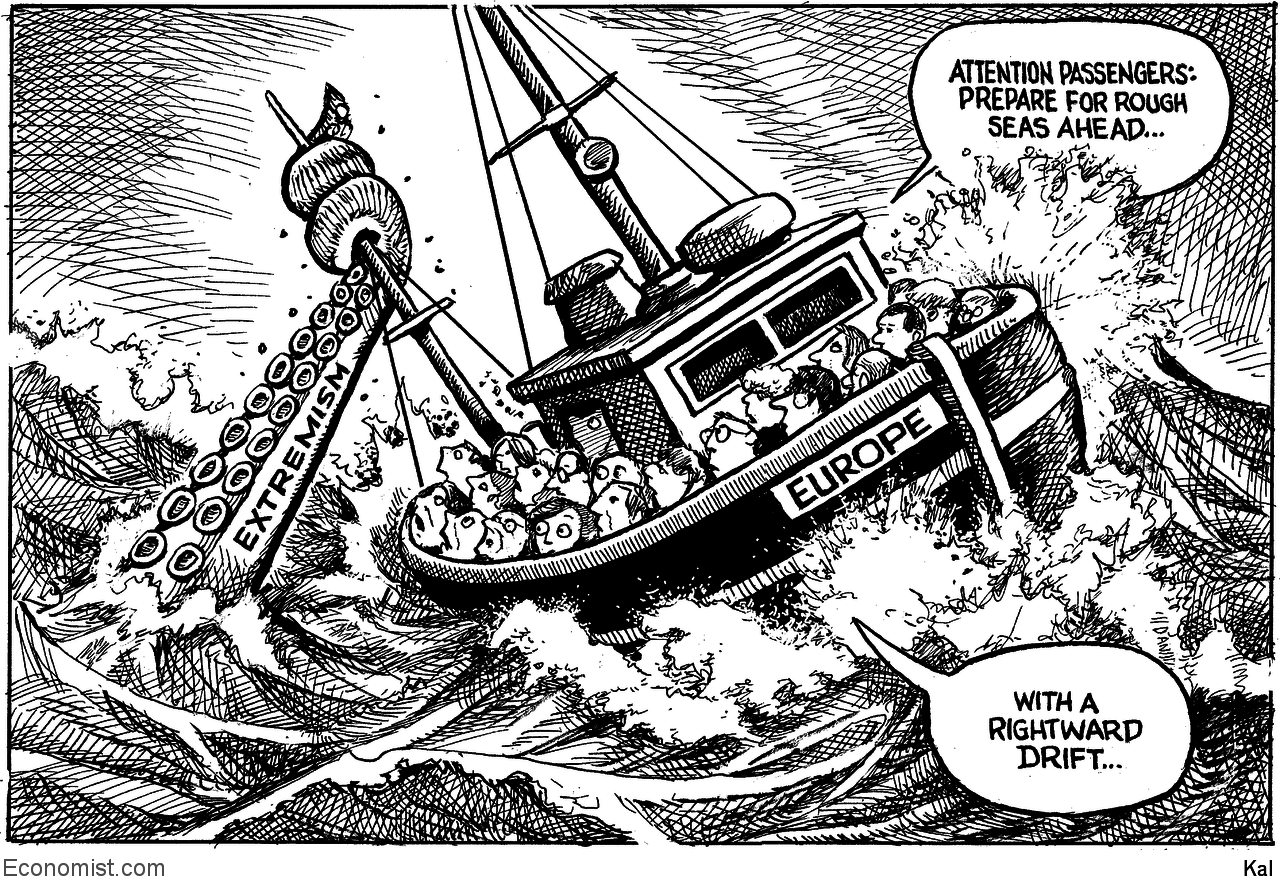 ATTENTION PASSENGERS:
PREPARE FOR ROUGH
SEAS AHEAD...
EXTREMISM
EUROPE
WITH A
RIGHTWARD
DRIFT...
Economist.com
Kal